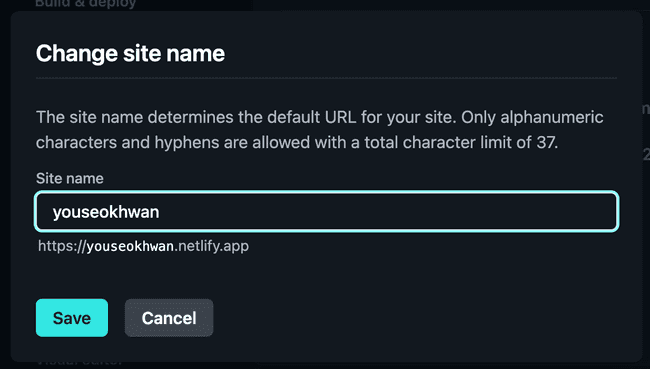 Build & deploy
Change site name
The site name determines the default URL for your site. Only alphanumeric
characters and hyphens are allowed with a total character limit of 37.
Site name
youseokhwan
https://youseokhwan.netlify.app
Save
Cancel